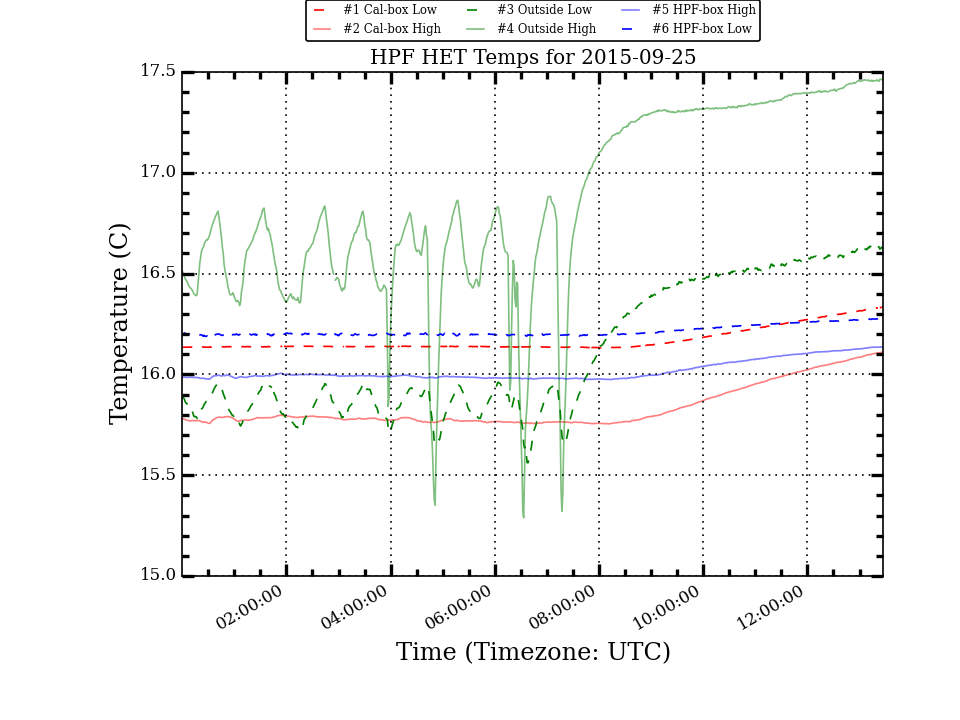 #1 Cal-box Low #3 Outside Low #5 HPF-box High
#2 Cal-box High #4 Outside High #6 HPF-box Low
HPF HET Temps for 2015-09-25
17.5
17.0
16.5
16.0
15.5
15.0
Temperature (C)
02:00:00 04:00:00 06:00:00 08:00:00 10:00:00 12:00:00
Time (Timezone: UTC)